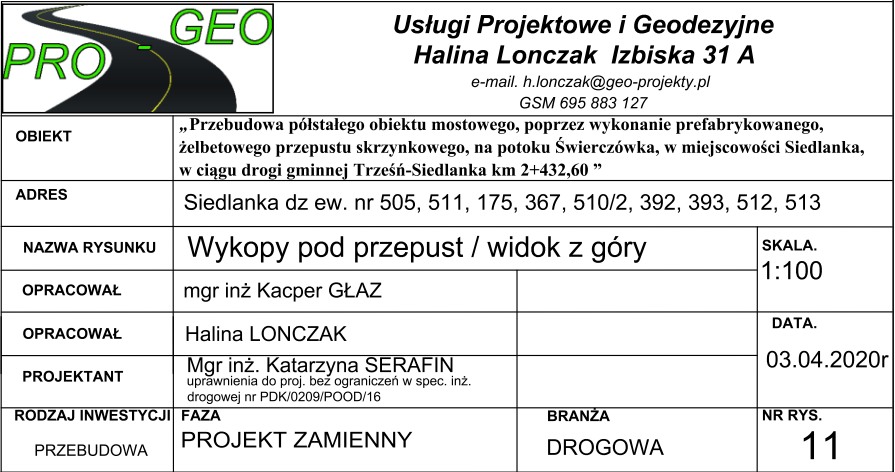 PRO - GEO
Usługi Projektowe i Geodezyjne
Halina Lonczak Izbiska 31 A
e-mail. h.lonczak@geo-projekty.pl
GSM 695 883 127
OBIEKT
„Przebudowa półstałego obiektu mostowego, poprzez wykonanie prefabrykowanego,
żelbetowego przepustu skrzynkowego, na potoku Świerczówka, w miejscowości Siedlanka,
w ciągu drogi gminnej Trześń-Siedlanka km 2+432,60 ”
ADRES
Siedlanka dz ew. nr 505, 511, 175, 367, 510/2, 392, 393, 512, 513
NAZWA RYSUNKU
Wykopy pod przepust / widok z góry
SKALA.
1:100
OPRACOWAŁ
mgr inż Kacper GŁAZ
OPRACOWAŁ
Halina LONCZAK
DATA.
03.04.2020r
PROJEKTANT
Mgr inż. Katarzyna SERAFIN
uprawnienia do proj. bez ograniczeń w spec. inż.
drogowej nr PDK/0209/POOD/16
RODZAJ INWESTYCJI
PRZEBUDOWA
FAZA
PROJEKT ZAMIENNY
BRANŻA
DROGOWA
NR RYS.
11